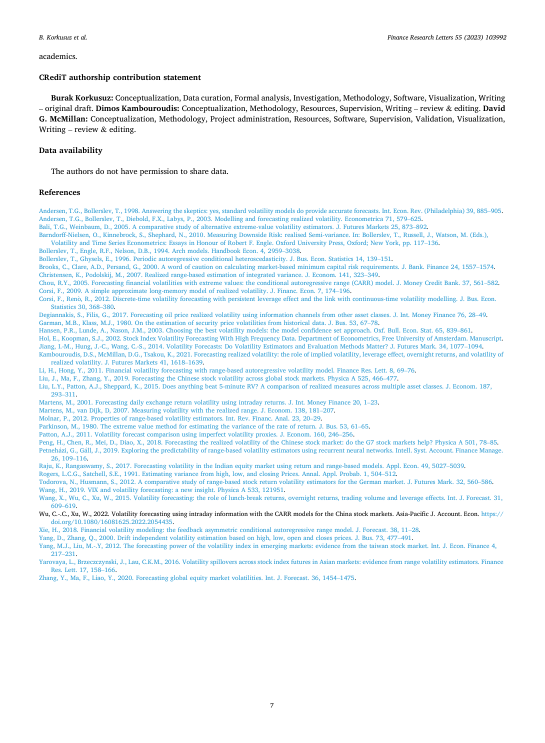 B. Korkusuz et al.
Finance Research Letters 55 (2023) 103992
academics.
CRediT authorship contribution statement
Burak Korkusuz: Conceptualization, Data curation, Formal analysis, Investigation, Methodology, Software, Visualization, Writing
– original draft. Dimos Kambouroudis: Conceptualization, Methodology, Resources, Supervision, Writing – review & editing. David
G. McMillan: Conceptualization, Methodology, Project administration, Resources, Software, Supervision, Validation, Visualization,
Writing – review & editing.
Data availability
The authors do not have permission to share data.
References
Andersen, T.G., Bollerslev, T., 1998. Answering the skeptics: yes, standard volatility models do provide accurate forecasts. Int. Econ. Rev. (Philadelphia) 39, 885–905.
Andersen, T.G., Bollerslev, T., Diebold, F.X., Labys, P., 2003. Modelling and forecasting realized volatility. Econometrica 71, 579–625.
Bali, T.G., Weinbaum, D., 2005. A comparative study of alternative extreme-value volatility estimators. J. Futures Markets 25, 873–892.
Barndorff-Nielsen, O., Kinnebrock, S., Shephard, N., 2010. Measuring Downside Risk: realised Semi-variance. In: Bollerslev, T., Russell, J., Watson, M. (Eds.),
Volatility and Time Series Econometrics: Essays in Honour of Robert F. Engle. Oxford University Press, Oxford; New York, pp. 117–136.
Bollerslev, T., Engle, R.F., Nelson, D.B., 1994. Arch models. Handbook Econ. 4, 2959–3038.
Bollerslev, T., Ghysels, E., 1996. Periodic autoregressive conditional heteroscedasticity. J. Bus. Econ. Statistics 14, 139–151.
Brooks, C., Clare, A.D., Persand, G., 2000. A word of caution on calculating market-based minimum capital risk requirements. J. Bank. Finance 24, 1557–1574.
Christensen, K., Podolskij, M., 2007. Realized range-based estimation of integrated variance. J. Econom 141, 323–349.
Chou, R.Y., 2005. Forecasting financial volatilities with extreme values: the conditional autoregressive range (CARR) model. J. Money Credit Bank. 37, 561–582.
Corsi, F., 2009. A simple approximate long-memory model of realized volatility. J. Financ. Econ. 7, 174–196.
Corsi, F., Renò, R., 2012. Discrete-time volatility forecasting with persistent leverage effect and the link with continuous-time volatility modelling. J. Bus. Econ.
Statistics 30, 368–380.
Degiannakis, S., Filis, G., 2017. Forecasting oil price realized volatility using information channels from other asset classes. J. Int. Money Finance 76, 28–49.
Garman, M.B., Klass, M.J., 1980. On the estimation of security price volatilities from historical data. J. Bus. 53, 67–78.
Hansen, P.R., Lunde, A., Nason, J.M., 2003. Choosing the best volatility models: the model confidence set approach. Oxf. Bull. Econ. Stat. 65, 839–861.
Hol, E., Koopman, S.J., 2002. Stock Index Volatility Forecasting With High Frequency Data. Department of Econometrics, Free University of Amsterdam. Manuscript,
Jiang, I.-M., Hung, J.-C., Wang, C.-S., 2014. Volatility Forecasts: Do Volatility Estimators and Evaluation Methods Matter? J. Futures Mark. 34, 1077–1094.
Kambouroudis, D.S., McMillan, D.G., Tsakou, K., 2021. Forecasting realized volatility: the role of implied volatility, leverage effect, overnight returns, and volatility of
realized volatility. J. Futures Markets 41, 1618–1639.
Li, H., Hong, Y., 2011. Financial volatility forecasting with range-based autoregressive volatility model. Finance Res. Lett. 8, 69–76.
Liu, J., Ma, F., Zhang, Y., 2019. Forecasting the Chinese stock volatility across global stock markets. Physica A 525, 466–477.
Liu, L.Y., Patton, A.J., Sheppard, K., 2015. Does anything beat 5-minute RV? A comparison of realized measures across multiple asset classes. J. Econom. 187,
293–311.
Martens, M., 2001. Forecasting daily exchange return volatility using intraday returns. J. Int. Money Finance 20, 1–23.
Martens, M., van Dijk, D, 2007. Measuring volatility with the realized range. J. Econom. 138, 181–207.
Molnár, P., 2012. Properties of range-based volatility estimators. Int. Rev. Financ. Anal. 23, 20–29.
Parkinson, M., 1980. The extreme value method for estimating the variance of the rate of return. J. Bus. 53, 61–65.
Patton, A.J., 2011. Volatility forecast comparison using imperfect volatility proxies. J. Econom. 160, 246–256.
Peng, H., Chen, R., Mei, D., Diao, X., 2018. Forecasting the realized volatility of the Chinese stock market: do the G7 stock markets help? Physica A 501, 78–85.
Petneházi, G., Gáll, J., 2019. Exploring the predictability of range-based volatility estimators using recurrent neural networks. Intell. Syst. Account. Finance Manage.
26, 109–116.
Raju, K., Rangaswamy, S., 2017. Forecasting volatility in the Indian equity market using return and range-based models. Appl. Econ. 49, 5027–5039.
Rogers, L.C.G., Satchell, S.E., 1991. Estimating variance from high, low, and closing Prices. Annal. Appl. Probab. 1, 504–512.
Todorova, N., Husmann, S., 2012. A comparative study of range-based stock return volatility estimators for the German market. J. Futures Mark. 32, 560–586.
Wang, H., 2019. VIX and volatility forecasting: a new insight. Physica A 533, 121951.
Wang, X., Wu, C., Xu, W., 2015. Volatility forecasting: the role of lunch-break returns, overnight returns, trading volume and leverage effects. Int. J. Forecast. 31,
609–619.
Wu, C.-C., Xu, W., 2022. Volatility forecasting using intraday information with the CARR models for the China stock markets. Asia-Pacific J. Account. Econ. https://
doi.org/10.1080/16081625.2022.2054435.
Xie, H., 2018. Financial volatility modeling: the feedback asymmetric conditional autoregressive range model. J. Forecast. 38, 11–28.
Yang, D., Zhang, Q., 2000. Drift independent volatility estimation based on high, low, open and closes prices. J. Bus. 73, 477–491.
Yang, M.J., Liu, M.-.Y, 2012. The forecasting power of the volatility index in emerging markets: evidence from the taiwan stock market. Int. J. Econ. Finance 4,
217–231.
Yarovaya, L., Brzeszczynski, J., Lau, C.K.M., 2016. Volatility spillovers across stock index futures in Asian markets: evidence from range volatility estimators. Finance
Res. Lett. 17, 158–166.
Zhang, Y., Ma, F., Liao, Y., 2020. Forecasting global equity market volatilities. Int. J. Forecast. 36, 1454–1475.
7